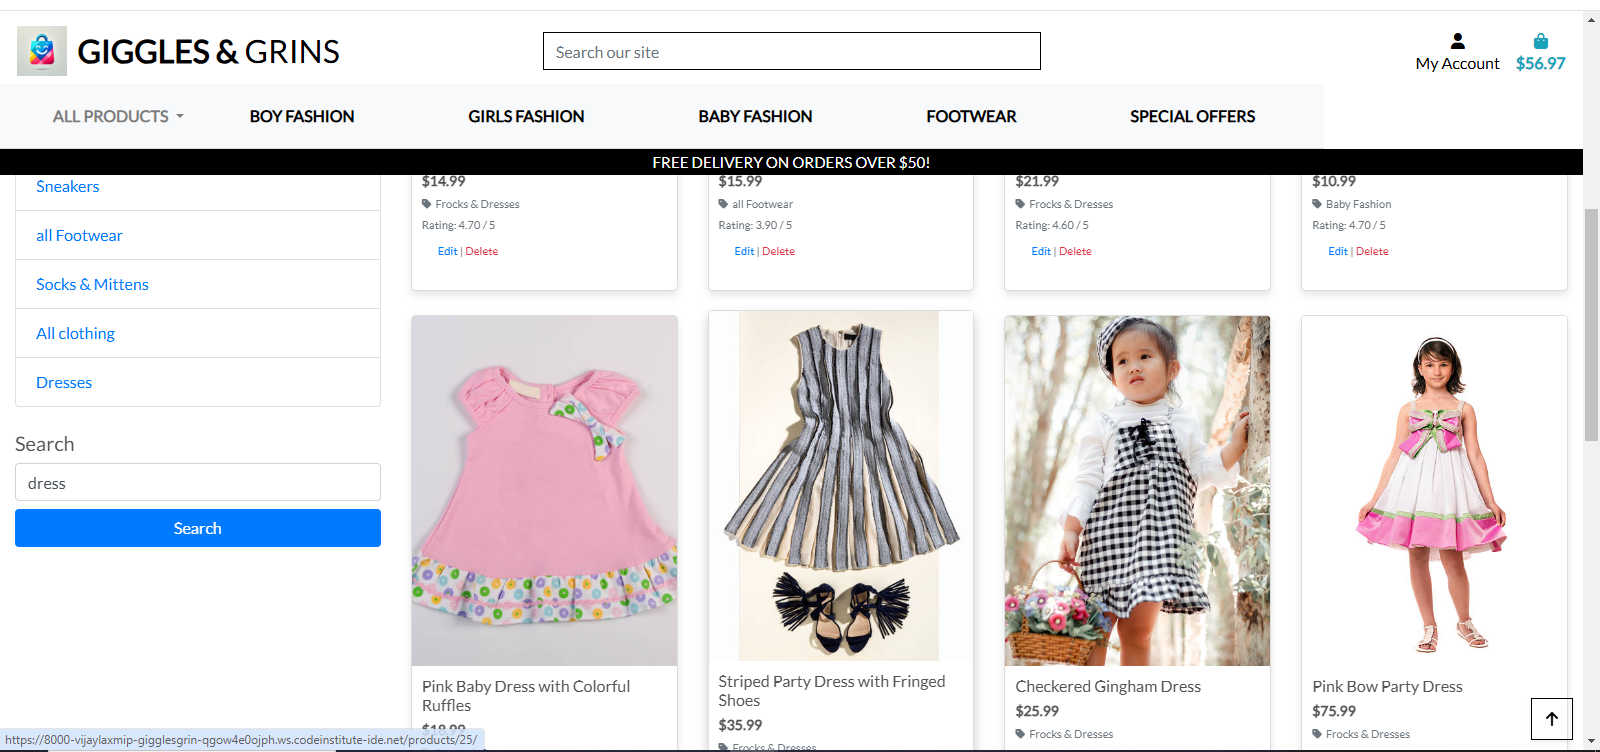 GIGGLES & GRINS
Search our site
My Account
$56.97
ALL PRODUCTS
BOY FASHION
GIRLS FASHION
BABY FASHION
FOOTWEAR
SPECIAL OFFERS
FREE DELIVERY ON ORDERS OVER $50!
Sneakers
all Footwear
Socks & Mittens
All clothing
Dresses
Search
dress
Search
$14.99
Frocks & Dresses
Rating: 4.70 / 5
Edit | Delete
$15.99
all Footwear
Rating: 3.90 / 5
Edit | Delete
$21.99
Frocks & Dresses
Rating: 4.60 / 5
Edit | Delete
$10.99
Baby Fashion
Rating: 4.70 / 5
Edit | Delete
Pink Baby Dress with Colorful
Ruffles
$18.99
Striped Party Dress with Fringed
Shoes
$35.99
Frocks & Dresses
Checkered Gingham Dress
$25.99
Frocks & Dresses
Pink Bow Party Dress
$75.99
Frocks & Dresses
https://8000-vijaylaxmip-gigglesgrin-qgow4e0ojph.ws.codeinstitute-ide.net/products/25/